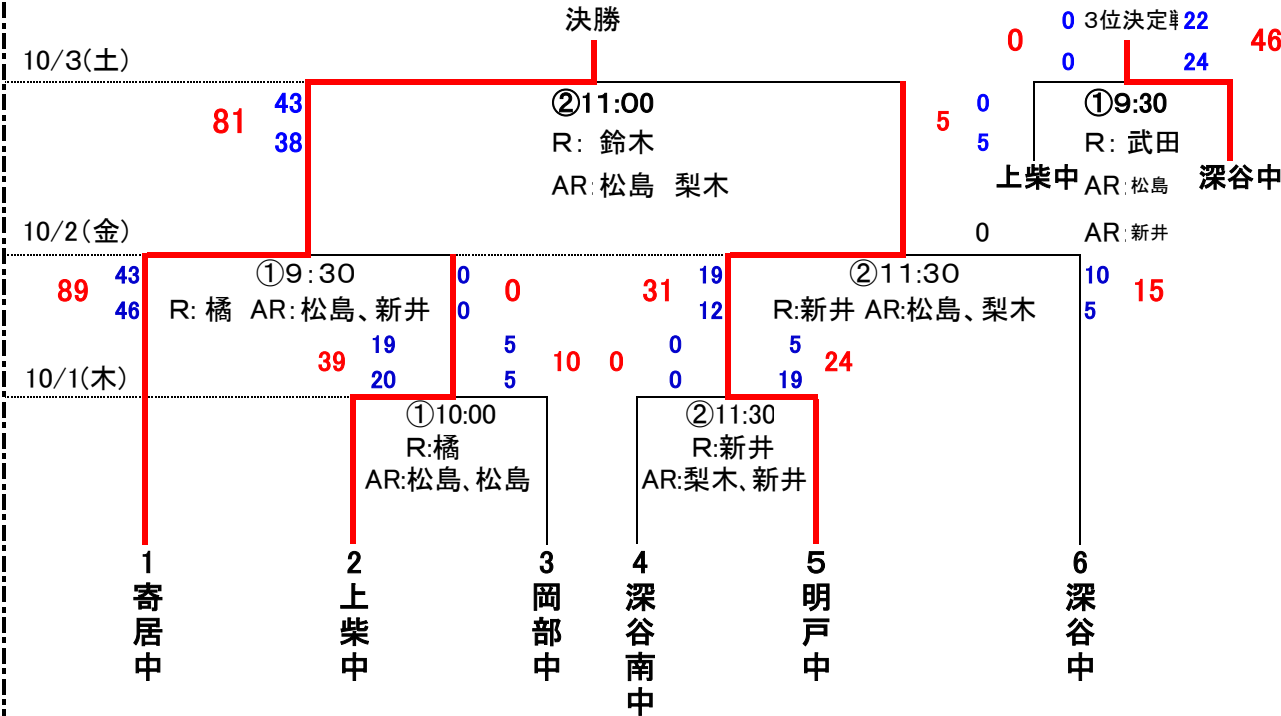 決勝
0 3位決定戦 22
0 46
0 24
10/3(土)
43 ②11:00 0 ①9:30
81 5
38 R: 鈴木 5 R: 武田
上柴中 深谷中
AR:松島 梨木 AR:松島
10/2(金) 0 AR:新井
43 ①9:30 0 19 ②11:30 10
89 0 31 15
46 R: 橘 AR:松島、新井 0 12 R:新井 AR:松島、梨木 5
19 5 0 5
39 10 0 24
10/1(木) 20 5 0 19
①10:00 ②11:30
R:橘 R:新井
AR:松島、松島 AR:梨木、新井
1 2 3 4 5 6
寄居中 上柴中 岡部中 深谷南中 明戸中 深谷中